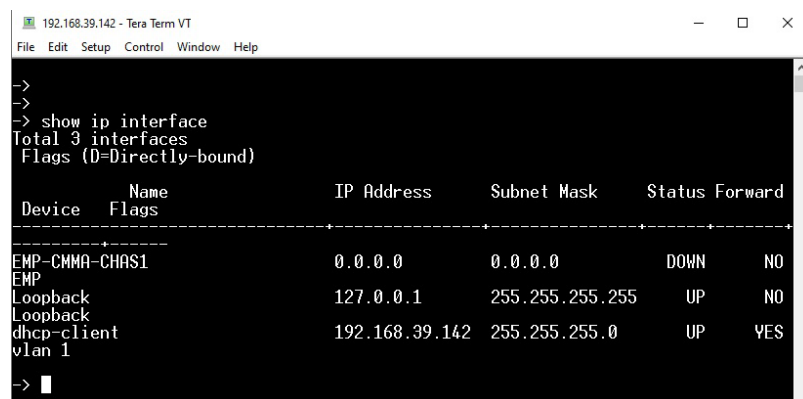 192.168.39.142 - Tera Term VT
File Edit Setup Control Window Help
->
->
-> show ip interface
Total 3 interfaces
Flags (D=Directly-bound)
Name IP Address Subnet Mask Status Forward
Device Flags
--------------------------------+---------------+----------------+------+-------+
---------+------
EMP-CMMA-CHAS1 0.0.0.0 0.0.0.0 DOWN NO
EMP
Loopback 127.0.0.1 255.255.255.255 UP NO
Loopback
dhcp-client 192.168.39.142 255.255.255.0 UP YES
vlan 1
->